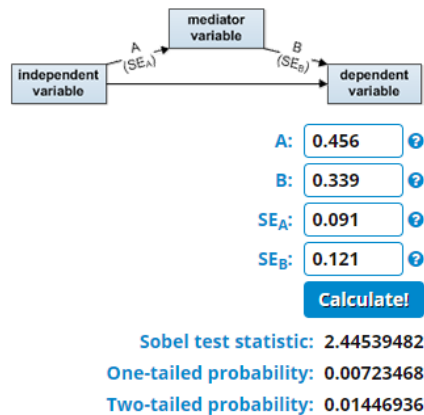 mediator
variable
A
(SEA)
B
(SEB)
independent
variable
dependent
variable
A: 0.456 ?
B: 0.339 ?
SEA: 0.091 ?
SEB: 0.121 ?
Calculate!
Sobel test statistic: 2.44539482
One-tailed probability: 0.00723468
Two-tailed probability: 0.01446936